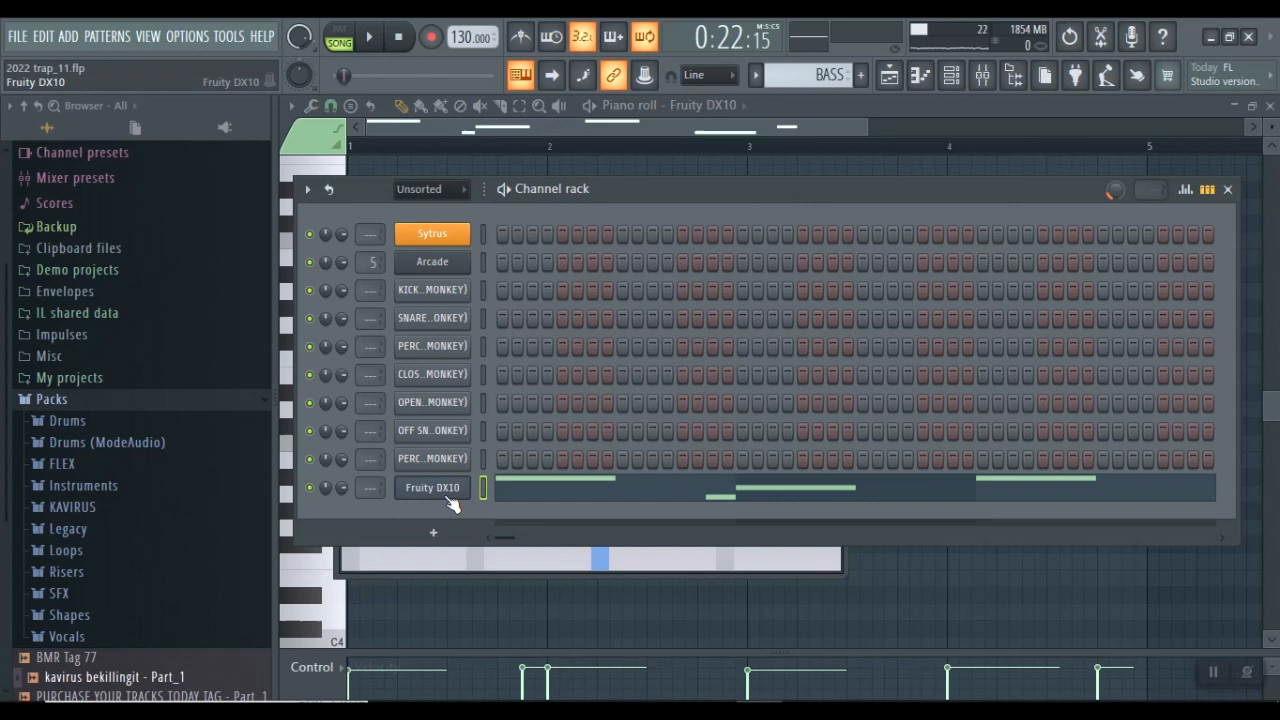 FILE EDIT ADD PATTERNS VIEW OPTIONS TOOLS HELP
PAT
SONG
130.000
3.2.
0:22:15
M:S:CS
22
1854 MB
0
2022 trap_11.flp
Fruity DX10
Fruity DX10
Line
BASS
Today FL
Studio version..
Browser - All
Piano roll - Fruity DX10
Channel presets
Mixer presets
Scores
Backup
Clipboard files
Demo projects
Envelopes
IL shared data
Impulses
Misc
My projects
Packs
Drums
Drums (ModeAudio)
FLEX
Instruments
KAVIRUS
Legacy
Loops
Risers
SFX
Shapes
Vocals
BMR Tag 77
kavirus bekillingit - Part_1
PURCHASE YOUR TRACKS TODAY TAG - Part_1
1
2
3
4
5
Unsorted
Channel rack
--- Sytrus
5 Arcade
--- KICK..MONKEY)
--- SNARE..ONKEY)
--- PERC..MONKEY)
--- CLOS..MONKEY)
--- OPEN..MONKEY)
--- OFF SN..ONKEY)
--- PERC..MONKEY)
--- Fruity DX10
+
C4
Control
Velocity